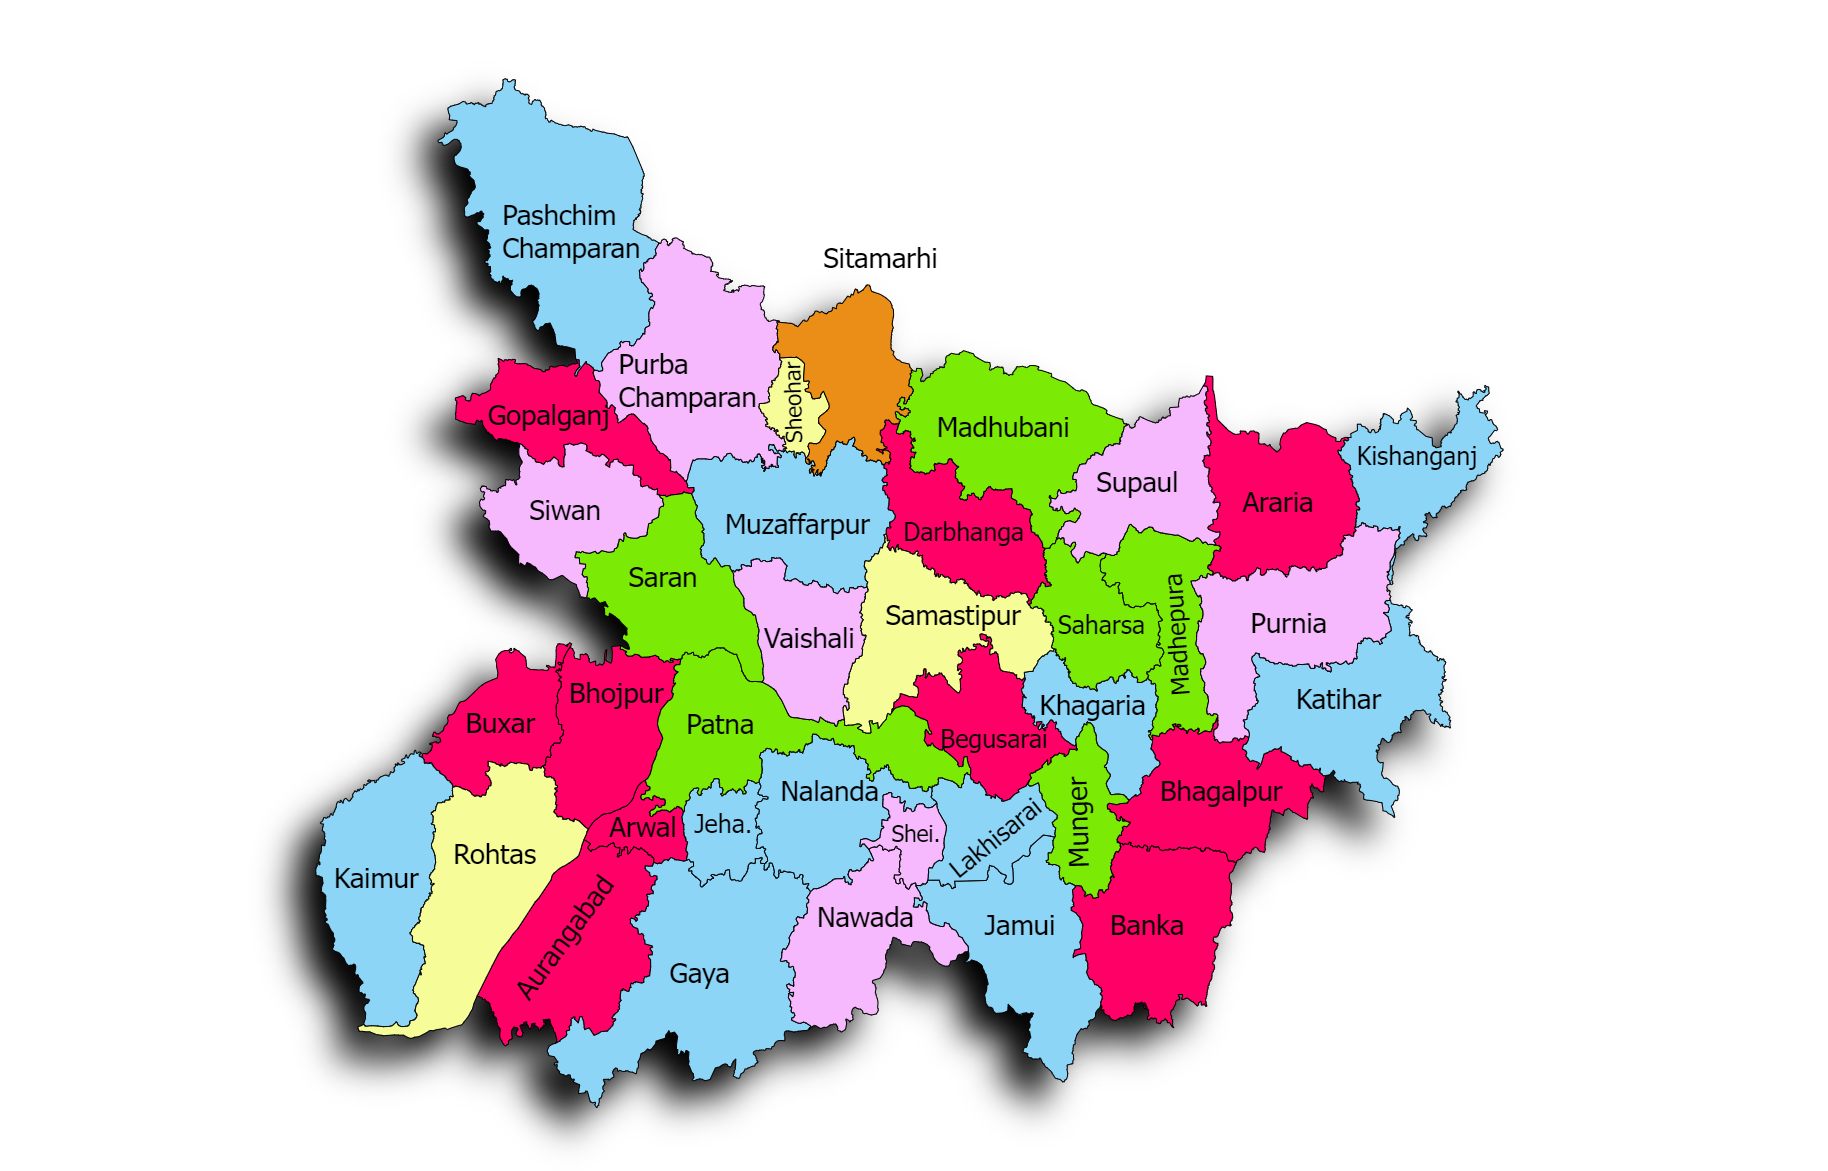 Pashchim
Champaran
Sitamarhi
Purba
Champaran
Sheohar
Gopalganj
Madhubani
Kishanganj
Supaul
Araria
Siwan
Muzaffarpur
Darbhanga
Saran
Samastipur
Saharsa
Madhepura
Purnia
Vaishali
Bhojpur
Katihar
Khagaria
Buxar
Patna
Begusarai
Nalanda
Bhagalpur
Munger
Arwal
Jeha.
Shei.
Lakhisarai
Rohtas
Kaimur
Aurangabad
Nawada
Jamui
Banka
Gaya